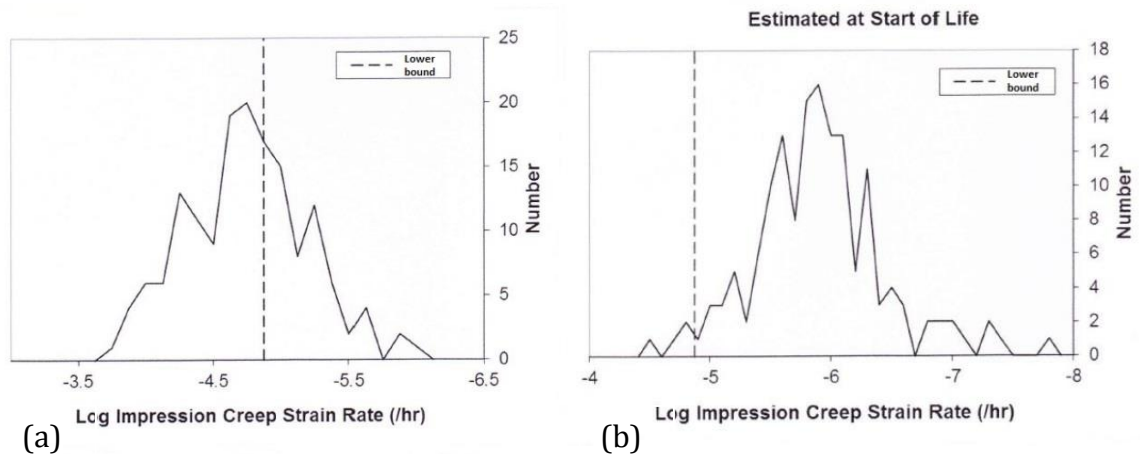 Estimated at Start of Life
25
20
15
10
5
0
Number
Lower
bound
-3.5
-4.5
-5.5
-6.5
Log Impression Creep Strain Rate (/hr)
(a)
18
16
14
12
10
8
6
4
2
0
Number
Lower
bound
-4
-5
-6
-7
-8
Log Impression Creep Strain Rate (/hr)
(b)